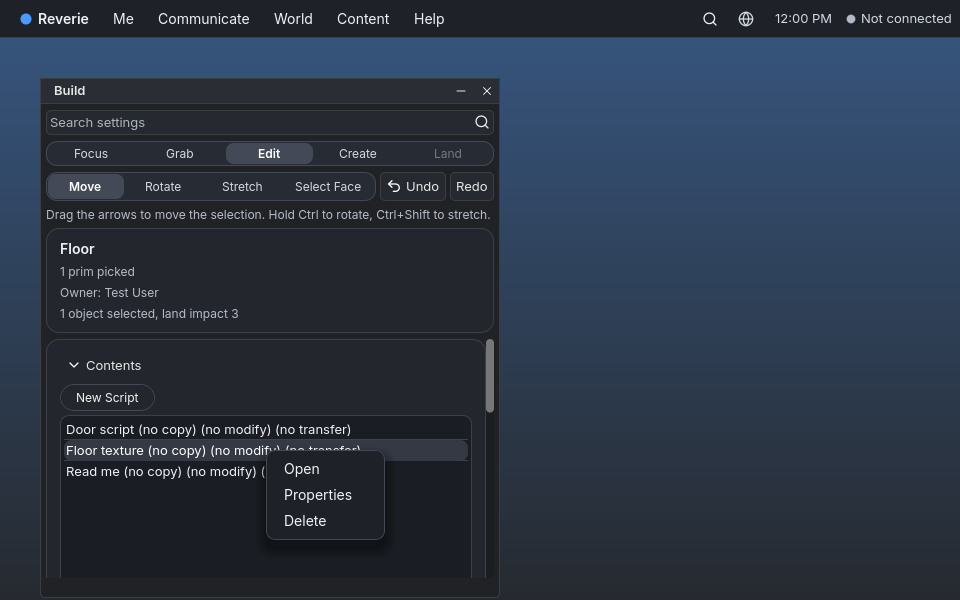 Reverie Me Communicate World Content Help 12:00 PM Not connected
Build
Search settings
Focus Grab Edit Create Land
Move Rotate Stretch Select Face Undo Redo
Drag the arrows to move the selection. Hold Ctrl to rotate, Ctrl+Shift to stretch.
Floor
1 prim picked
Owner: Test User
1 object selected, land impact 3
Contents
New Script
Door script (no copy) (no modify) (no transfer)
Floor texture (no copy) (no modify) (no transfer)
Read me (no copy) (no modify) (
Open
Properties
Delete